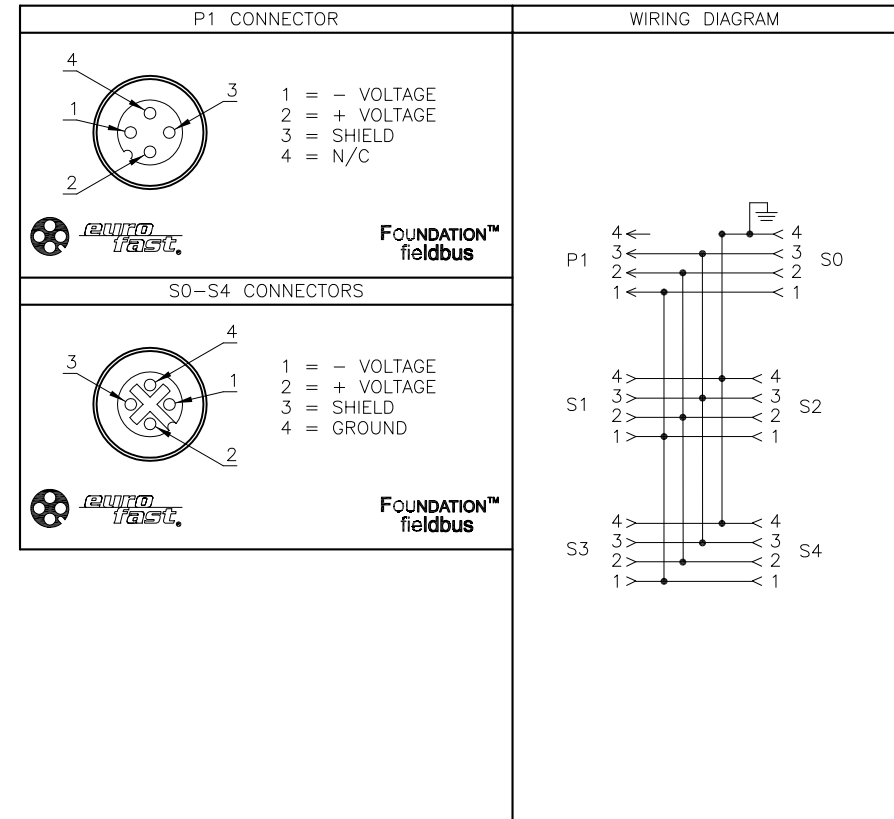 P1 CONNECTOR
4
3
1
2
1 = - VOLTAGE
2 = + VOLTAGE
3 = SHIELD
4 = N/C
euro
fast®
FOUNDATION™
fieldbus
S0-S4 CONNECTORS
4
3
1
2
1 = - VOLTAGE
2 = + VOLTAGE
3 = SHIELD
4 = GROUND
euro
fast®
FOUNDATION™
fieldbus
WIRING DIAGRAM
P1
4 4
3 3
2 2
1 1
S0
S1
4 4
3 3
2 2
1 1
S2
S3
4 4
3 3
2 2
1 1
S4